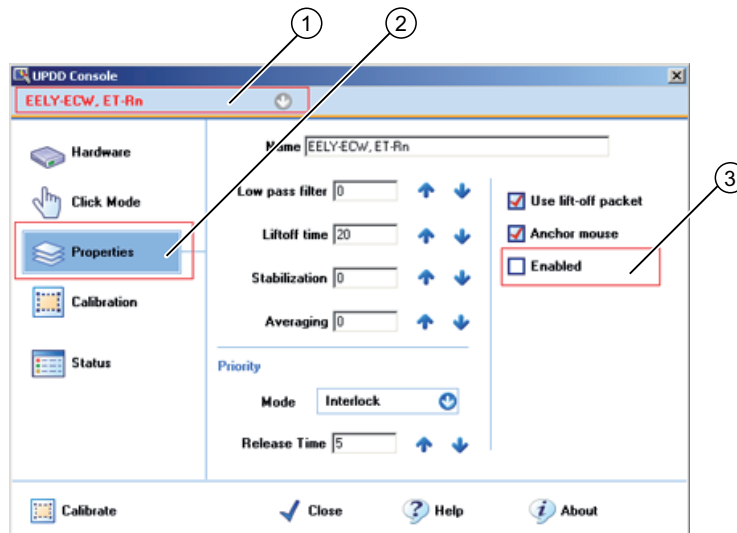 1
2
UPDD Console
EELY-ECW, ET-Rn
3
Hardware
Click Mode
Properties
Calibration
Status
Name EELY-ECW, ET-Rn
Low pass filter 0
Liftoff time 20
Stabilization 0
Averaging 0
Use lift-off packet
Anchor mouse
Enabled
Priority
Mode Interlock
Release Time 5
Calibrate
Close
? Help
i About